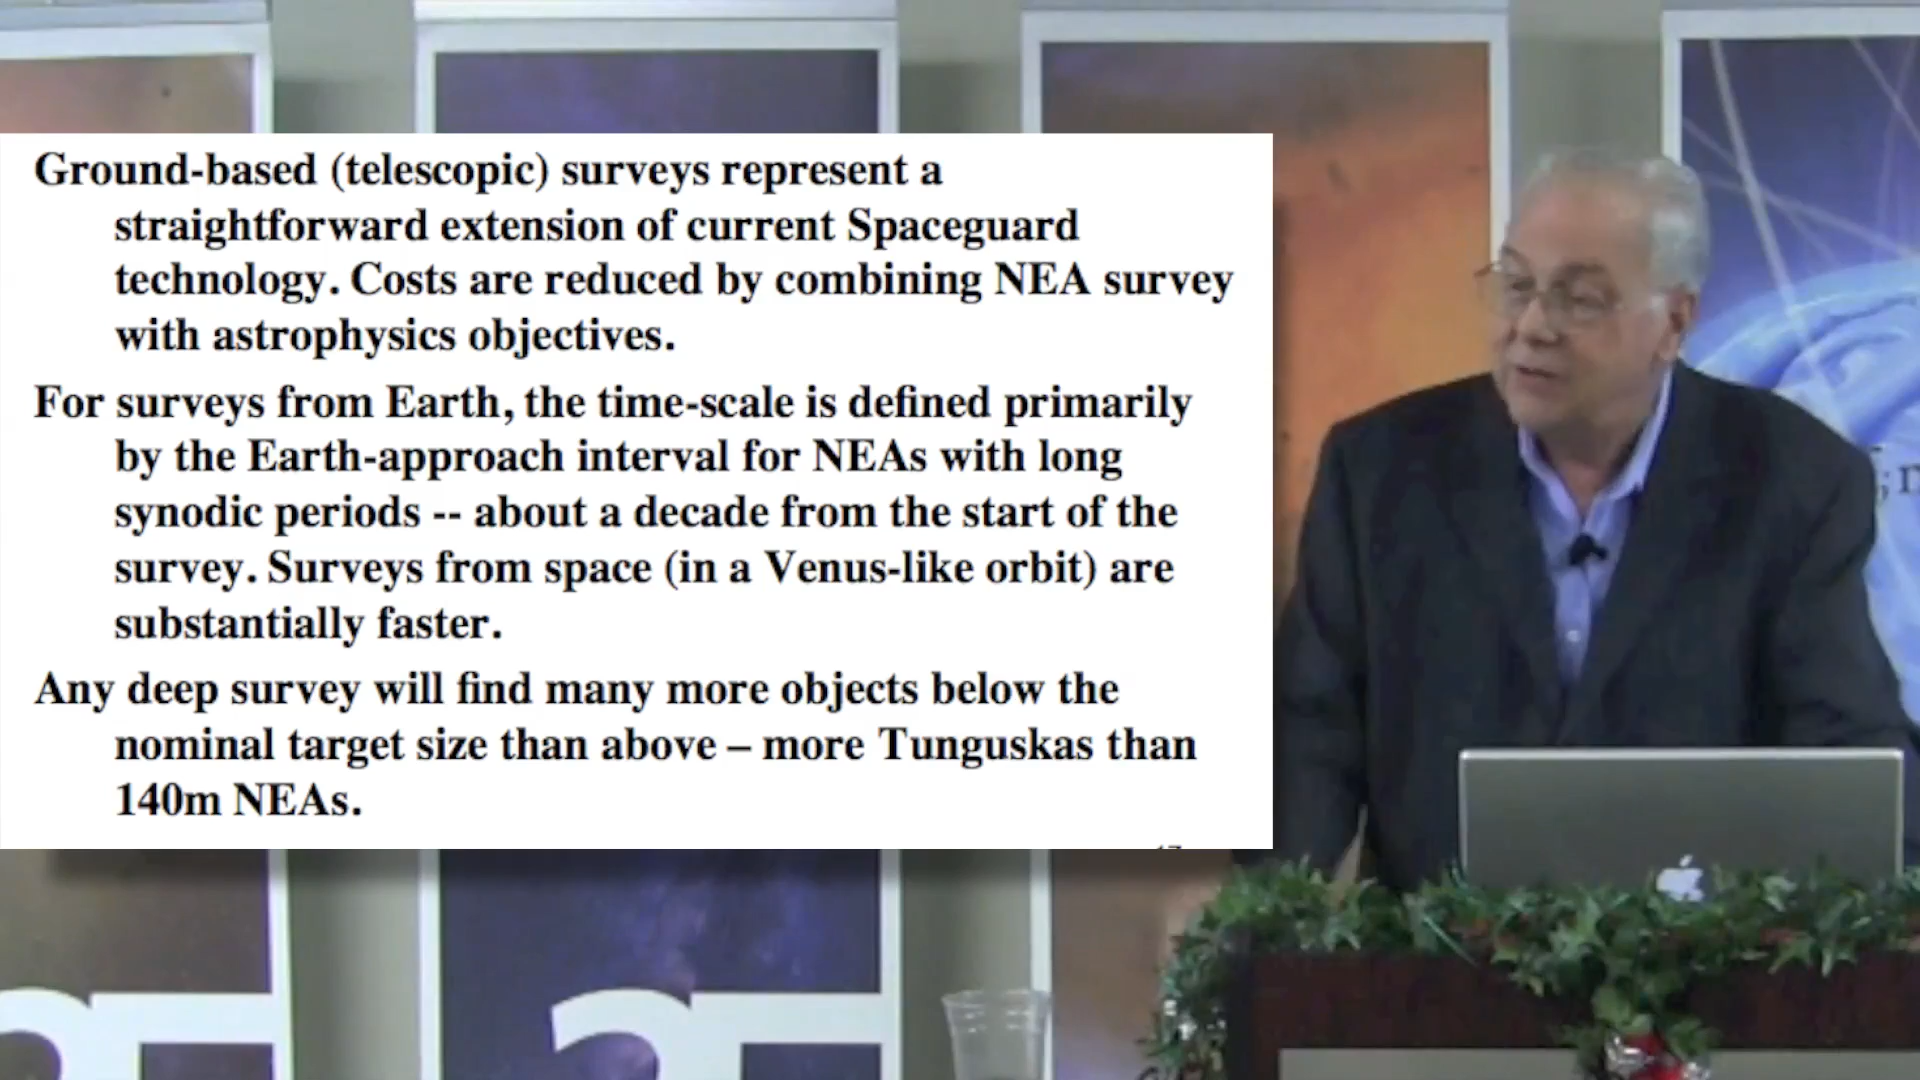 Ground-based (telescopic) surveys represent a
straightforward extension of current Spaceguard
technology. Costs are reduced by combining NEA survey
with astrophysics objectives.
For surveys from Earth, the time-scale is defined primarily
by the Earth-approach interval for NEAs with long
synodic periods -- about a decade from the start of the
survey. Surveys from space (in a Venus-like orbit) are
substantially faster.
Any deep survey will find many more objects below the
nominal target size than above – more Tunguskas than
140m NEAs.